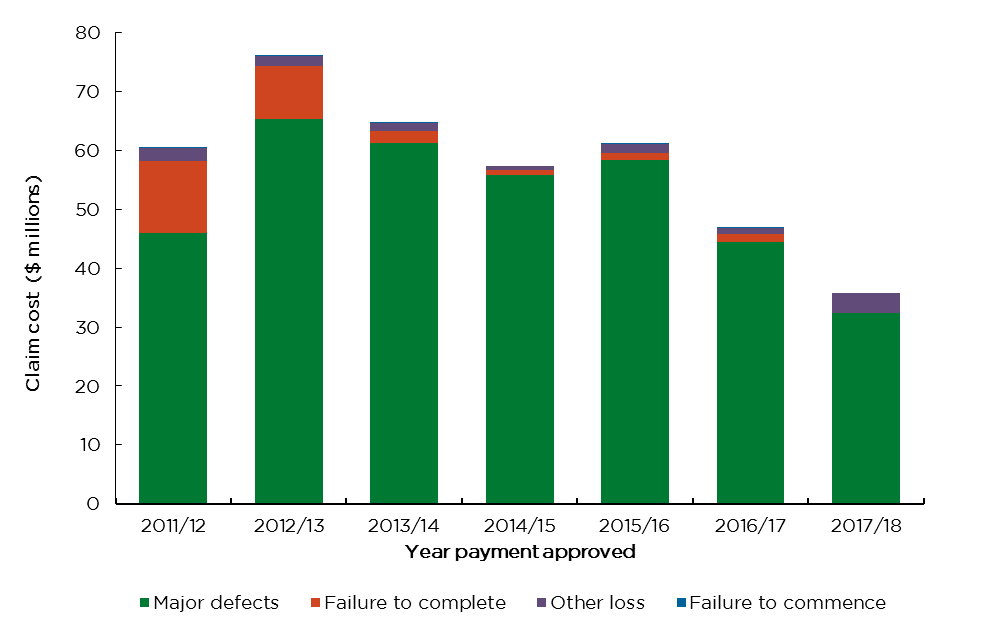 80
70
60
50
40
30
20
10
0
Claim cost ($ millions)
2011/12 2012/13 2013/14 2014/15 2015/16 2016/17 2017/18
Year payment approved
Major defects Failure to complete Other loss Failure to commence